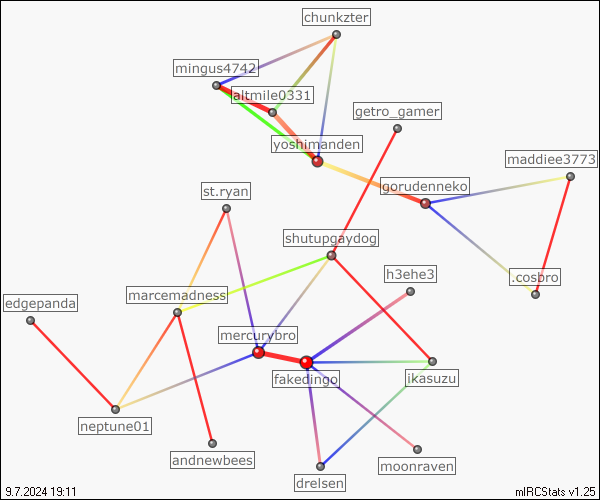 chunkzter
mingus4742
altmile0331
getro_gamer
yoshimanden
maddiee3773
gorudenneko
st.ryan
shutupgaydog
h3ehe3
.cosbro
marcemadness
edgepanda
mercurybro
fakedingo
ikasuzu
neptune01
andnewbees
moonraven
drelsen
9.7.2024 19:11
mIRCStats v1.25